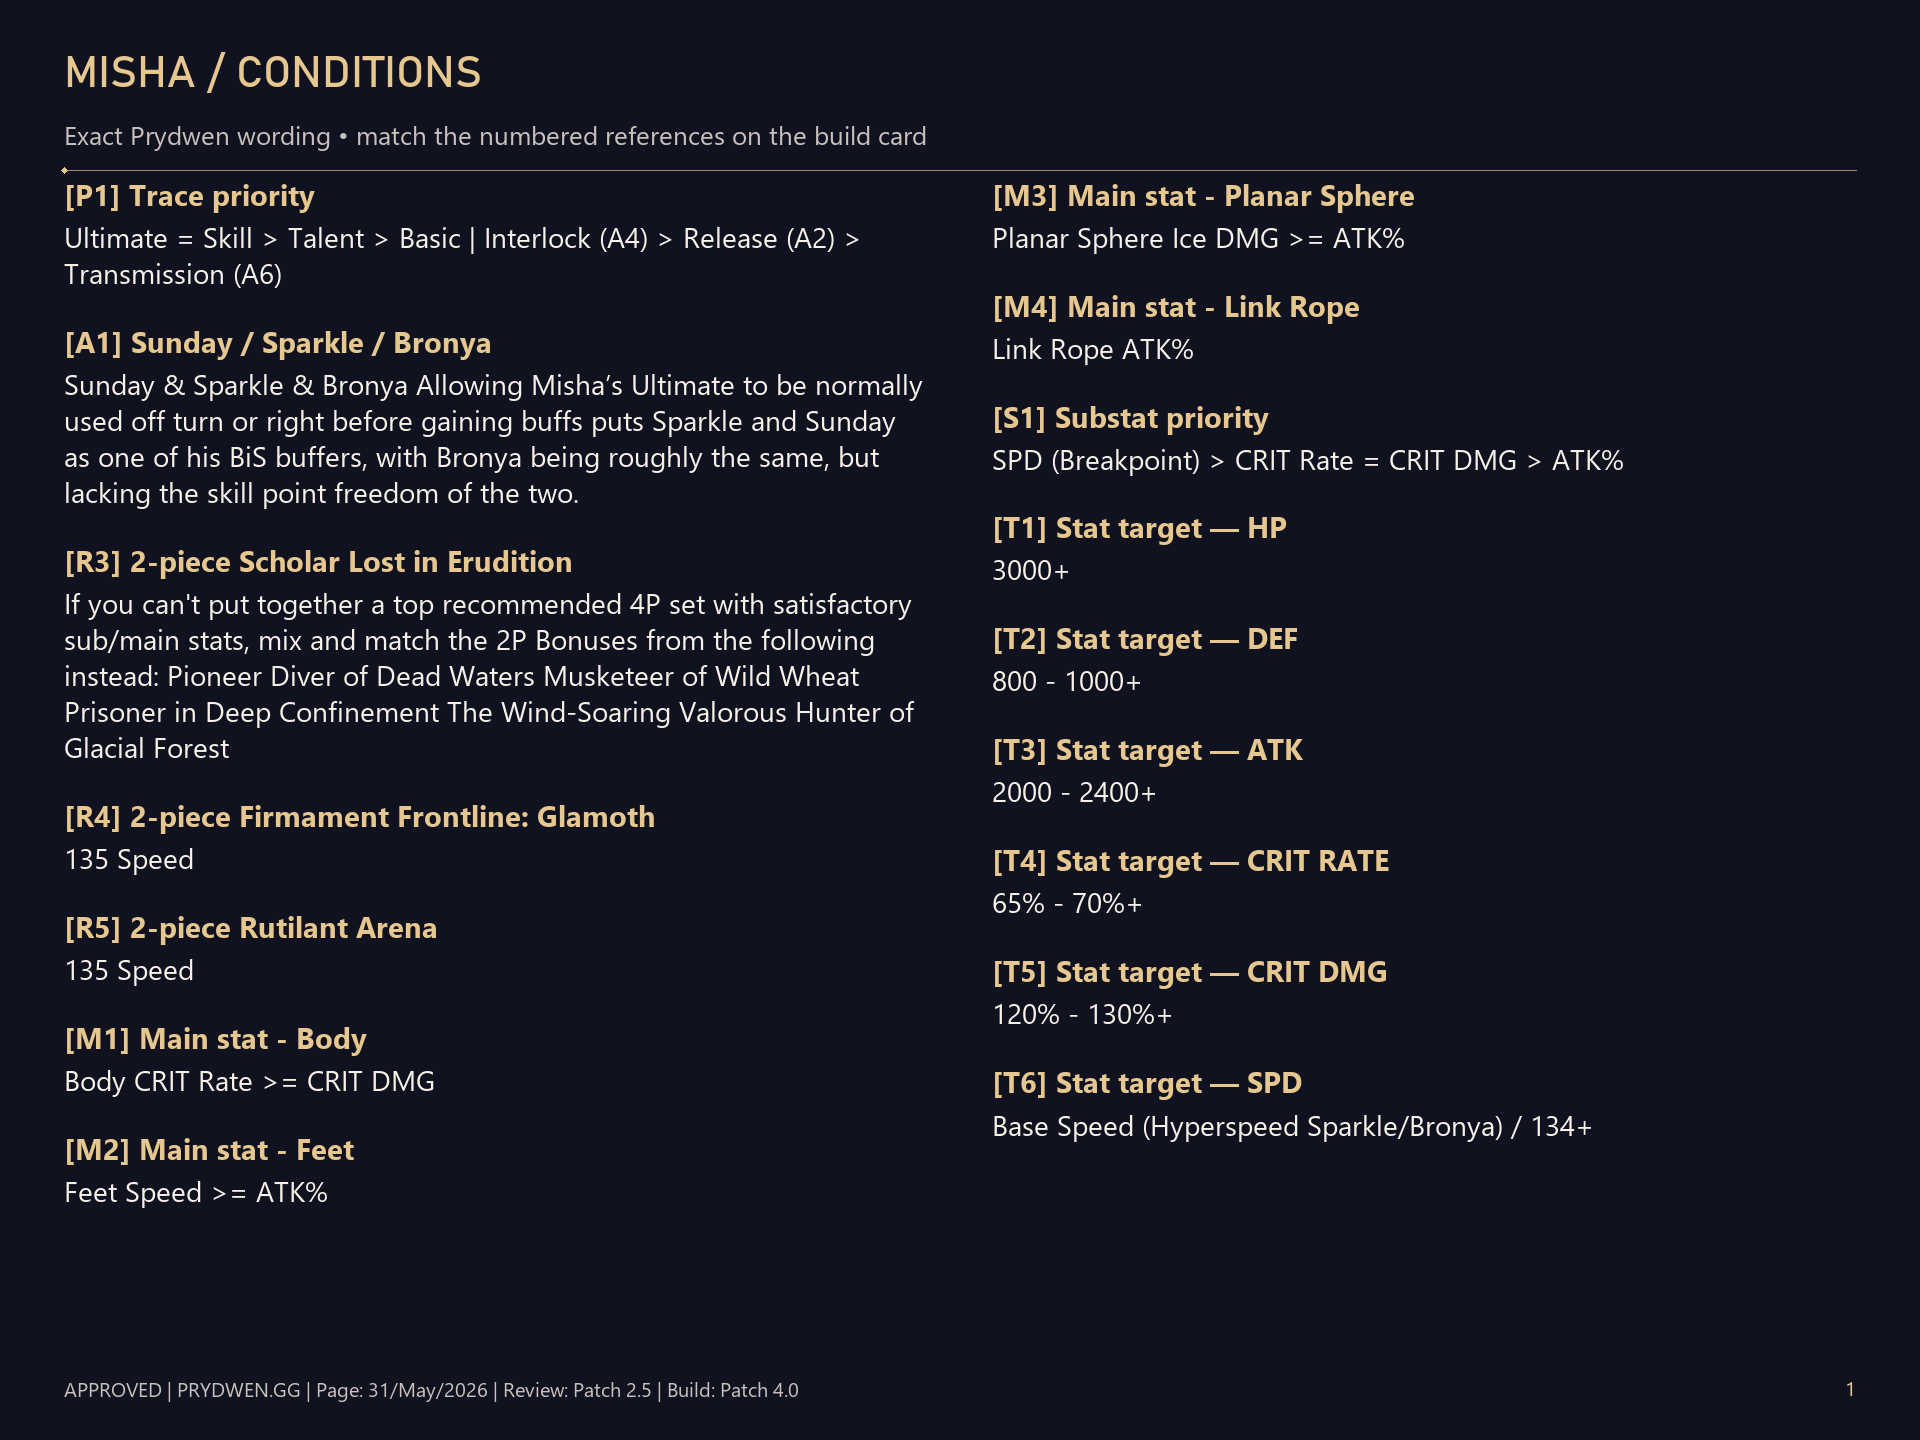 MISHA / CONDITIONS
Exact Prydwen wording • match the numbered references on the build card
[P1] Trace priority
Ultimate = Skill > Talent > Basic | Interlock (A4) > Release (A2) >
Transmission (A6)
[A1] Sunday / Sparkle / Bronya
Sunday & Sparkle & Bronya Allowing Misha’s Ultimate to be normally
used off turn or right before gaining buffs puts Sparkle and Sunday
as one of his BiS buffers, with Bronya being roughly the same, but
lacking the skill point freedom of the two.
[R3] 2-piece Scholar Lost in Erudition
If you can't put together a top recommended 4P set with satisfactory
sub/main stats, mix and match the 2P Bonuses from the following
instead: Pioneer Diver of Dead Waters Musketeer of Wild Wheat
Prisoner in Deep Confinement The Wind-Soaring Valorous Hunter of
Glacial Forest
[R4] 2-piece Firmament Frontline: Glamoth
135 Speed
[R5] 2-piece Rutilant Arena
135 Speed
[M1] Main stat - Body
Body CRIT Rate >= CRIT DMG
[M2] Main stat - Feet
Feet Speed >= ATK%
[M3] Main stat - Planar Sphere
Planar Sphere Ice DMG >= ATK%
[M4] Main stat - Link Rope
Link Rope ATK%
[S1] Substat priority
SPD (Breakpoint) > CRIT Rate = CRIT DMG > ATK%
[T1] Stat target — HP
3000+
[T2] Stat target — DEF
800 - 1000+
[T3] Stat target — ATK
2000 - 2400+
[T4] Stat target — CRIT RATE
65% - 70%+
[T5] Stat target — CRIT DMG
120% - 130%+
[T6] Stat target — SPD
Base Speed (Hyperspeed Sparkle/Bronya) / 134+
APPROVED | PRYDWEN.GG | Page: 31/May/2026 | Review: Patch 2.5 | Build: Patch 4.0
1